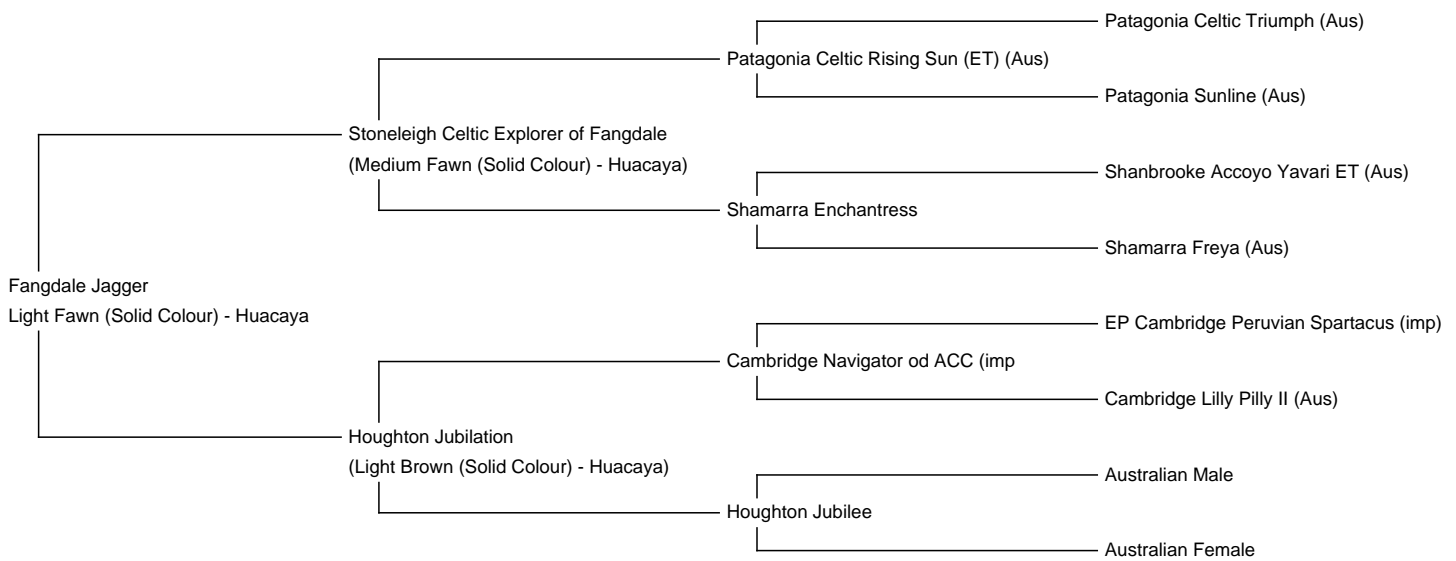 Patagonia Celtic Triumph (Aus)
Patagonia Celtic Rising Sun (ET) (Aus)
Patagonia Sunline (Aus)
Stoneleigh Celtic Explorer of Fangdale
(Medium Fawn (Solid Colour) - Huacaya)
Shanbrooke Accoyo Yavari ET (Aus)
Shamarra Enchantress
Shamarra Freya (Aus)
Fangdale Jagger
Light Fawn (Solid Colour) - Huacaya
EP Cambridge Peruvian Spartacus (imp)
Cambridge Navigator od ACC (imp
Cambridge Lilly Pilly II (Aus)
Houghton Jubilation
(Light Brown (Solid Colour) - Huacaya)
Australian Male
Houghton Jubilee
Australian Female